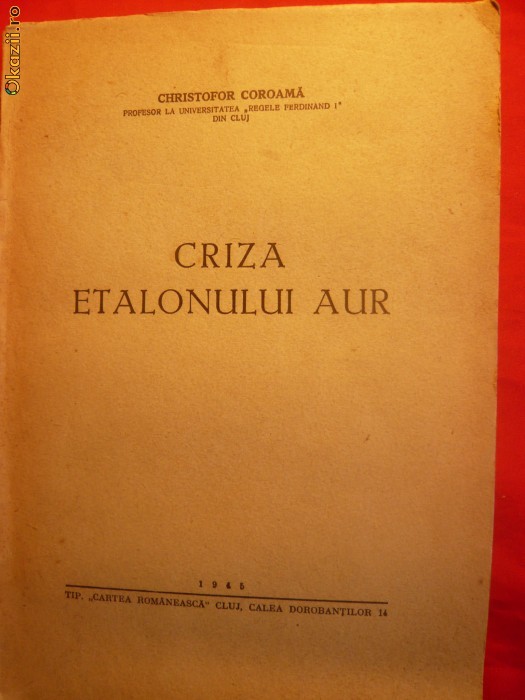 Okazii.ro
CHRISTOFOR COROAMĂ
PROFESOR LA UNIVERSITATEA „REGELE FERDINAND I"
DIN CLUJ
CRIZA
ETALONULUI AUR
1945
TIP. „CARTEA ROMÂNEASCĂ" CLUJ, CALEA DOROBANȚILOR 14